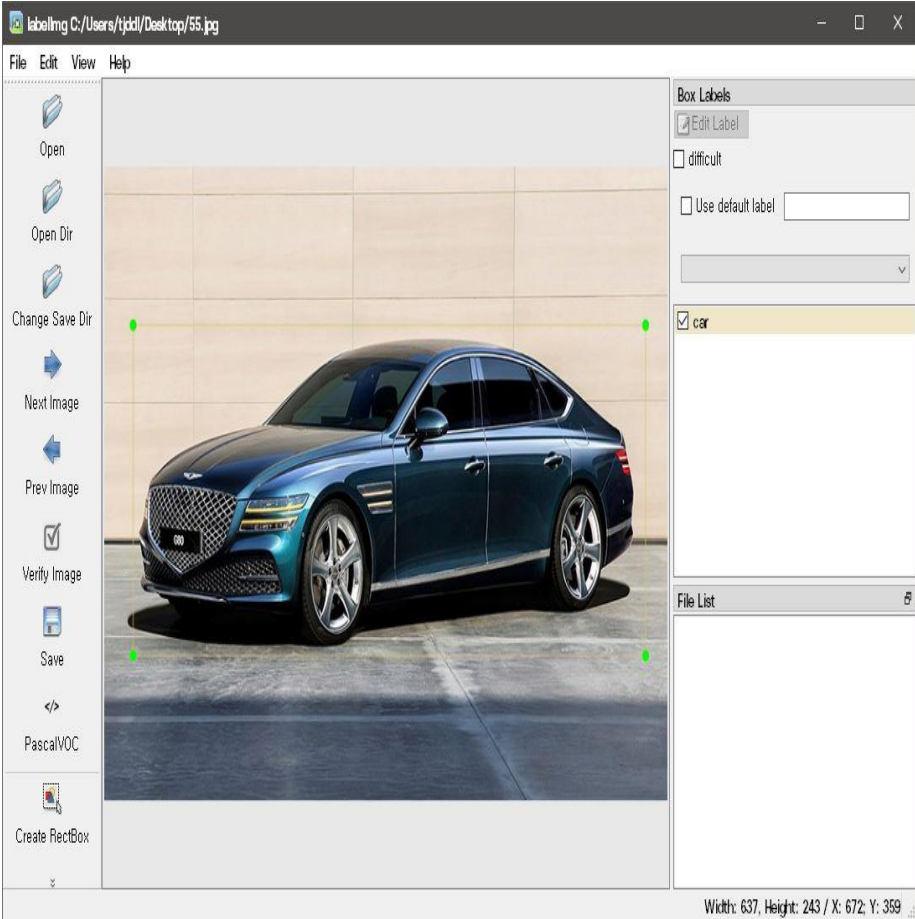 labelImg C:/Users/tjddl/Desktop/55.jpg
File Edit View Help
Open
Open Dir
Change Save Dir
Next Image
Prev Image
Verify Image
Save
</>
PascalVOC
Create RectBox
G80
Box Labels
Edit Label
difficult
Use default label
car
File List
Width: 637, Height: 243 / X: 672; Y: 359